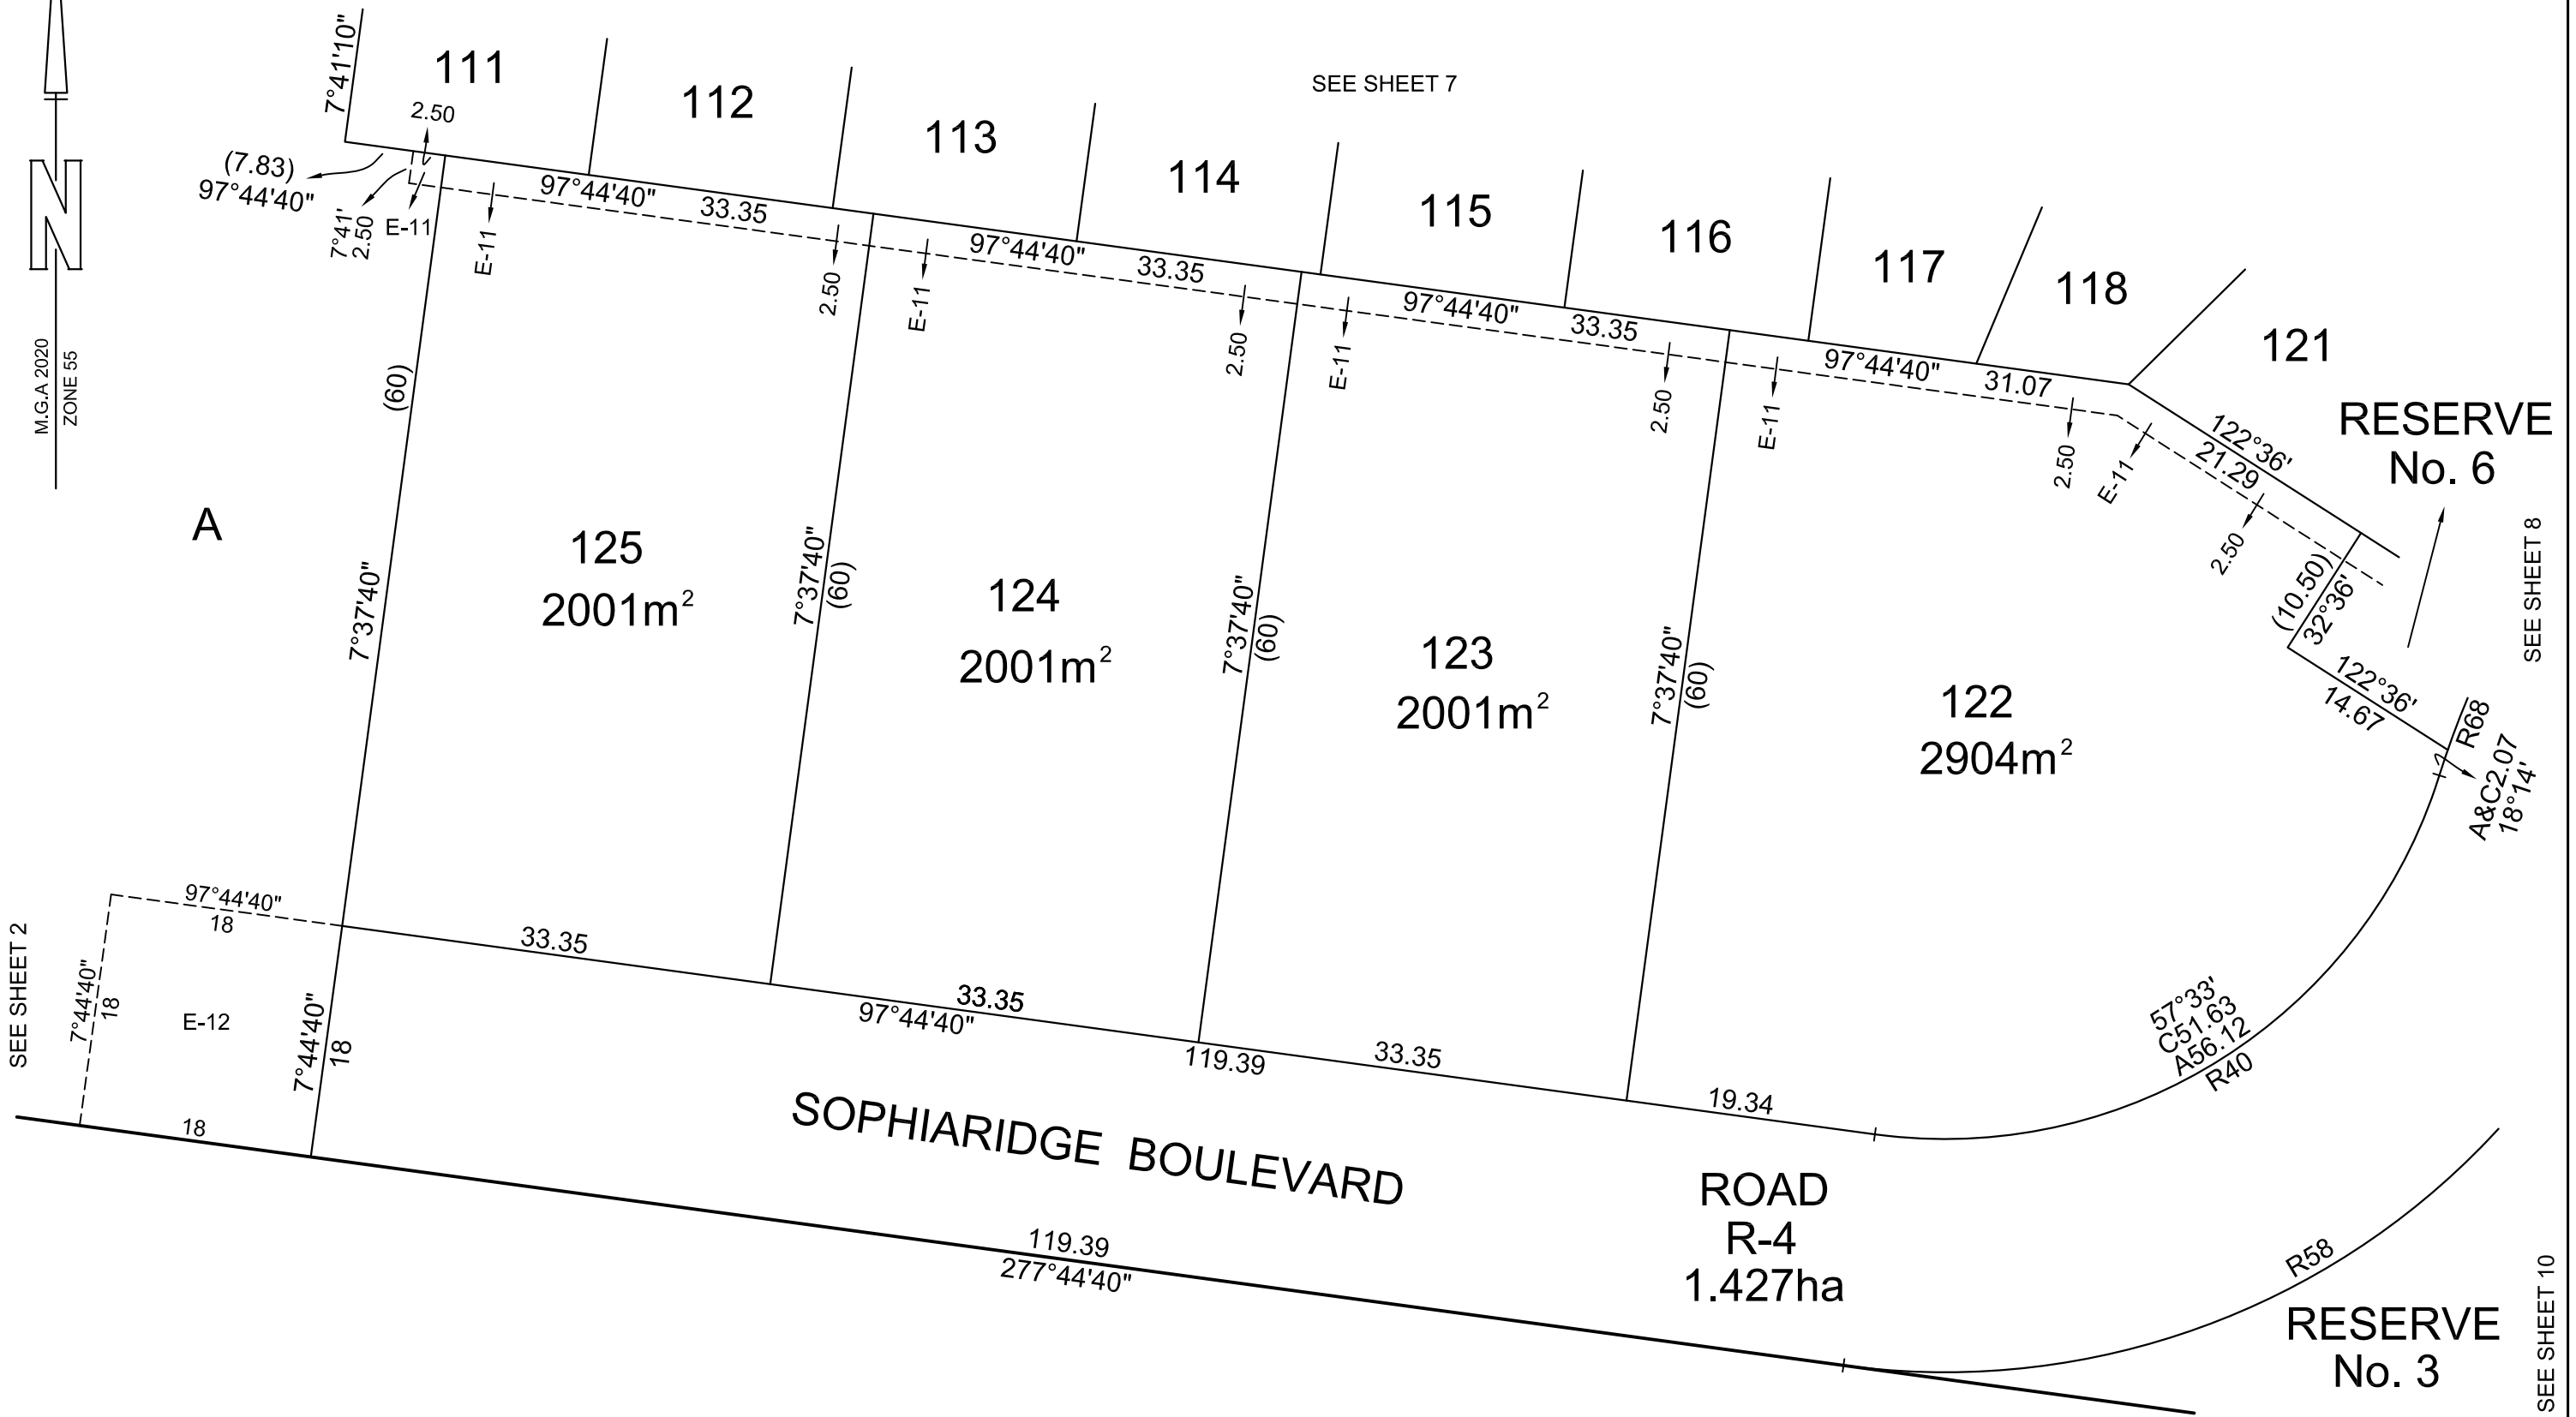 7°41'10"
111
112
113
114
115
116
117
118
121
SEE SHEET 7
2.50
(7.83)
97°44'40"
7°41'
2.50
E-11
N
M.G.A 2020
ZONE 55
97°44'40"
33.35
E-11
2.50
97°44'40"
33.35
E-11
2.50
97°44'40"
33.35
E-11
2.50
97°44'40"
31.07
E-11
2.50
122°36'
21.29
E-11
2.50
RESERVE
No. 6
SEE SHEET 8
(10.50)
32°36'
122°36'
14.67
R68
A&C2.07
18°14'
A
(60)
7°37'40"
125
2001m²
7°37'40"
(60)
124
2001m²
7°37'40"
(60)
123
2001m²
7°37'40"
(60)
122
2904m²
SEE SHEET 2
97°44'40"
18
7°44'40"
18
E-12
7°44'40"
18
18
33.35
33.35
97°44'40"
119.39
33.35
19.34
57°33'
C51.63
A56.12
R40
SOPHIARIDGE BOULEVARD
ROAD
R-4
1.427ha
119.39
277°44'40"
R58
RESERVE
No. 3
SEE SHEET 10